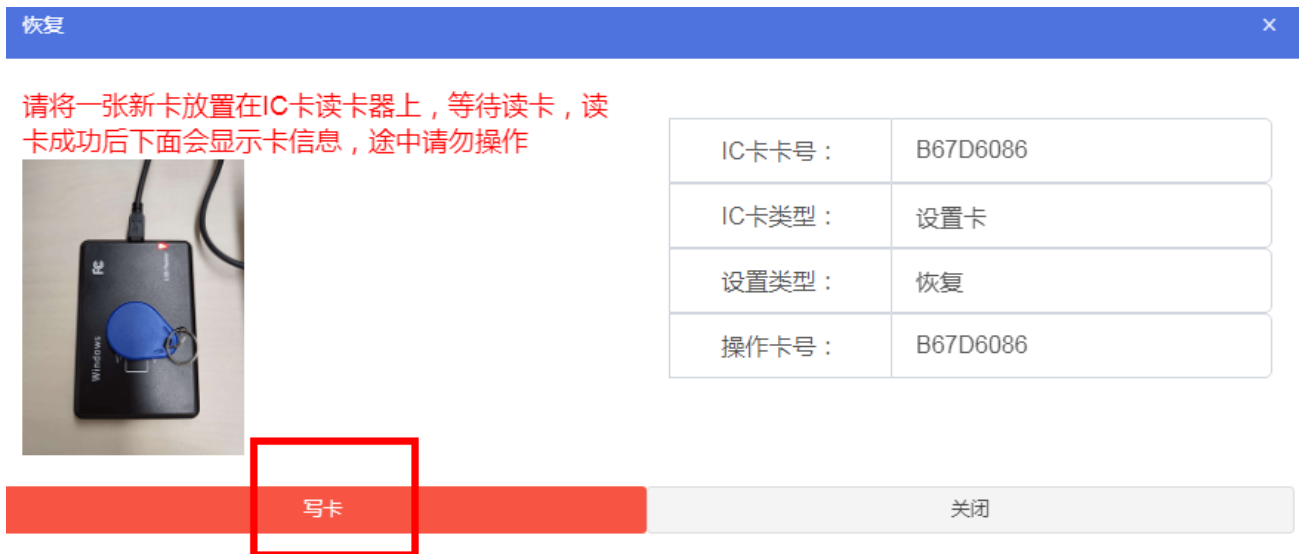 恢复
×
请将一张新卡放置在IC卡读卡器上，等待读卡，读
卡成功后下面会显示卡信息，途中请勿操作
IC卡卡号： B67D6086
IC卡类型： 设置卡
设置类型： 恢复
操作卡号： B67D6086
FC
Windows
写卡
关闭